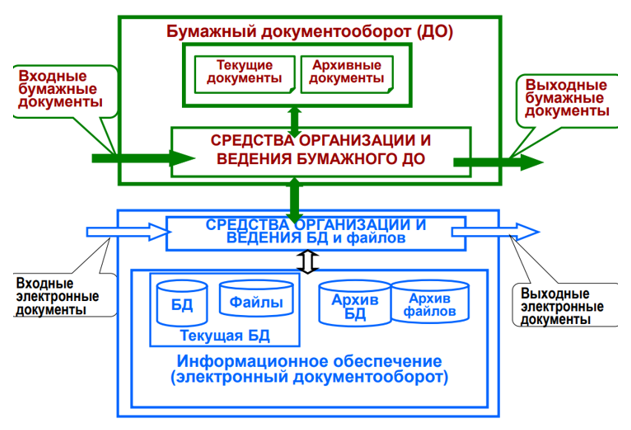 Бумажный документооборот (ДО)
Входные
бумажные
документы
Текущие
документы
Архивные
документы
Выходные
бумажные
документы
СРЕДСТВА ОРГАНИЗАЦИИ И
ВЕДЕНИЯ БУМАЖНОГО ДО
СРЕДСТВА ОРГАНИЗАЦИИ И
ВЕДЕНИЯ БД и файлов
Входные
электронные
документы
БД
Файлы
Текущая БД
Архив
БД
Архив
файлов
Выходные
электронные
документы
Информационное обеспечение
(электронный документооборот)